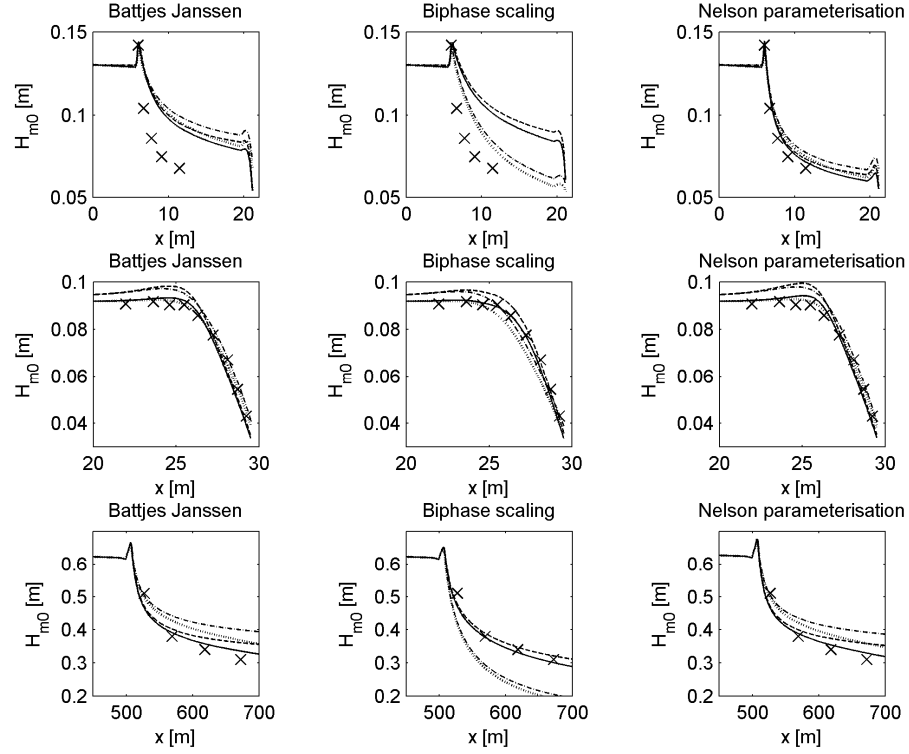 Battjes Janssen
Biphase scaling
Nelson parameterisation
0.15
0.1
0.05
H_m0 [m]
0 10 20
x [m]
0.15
0.1
0.05
H_m0 [m]
0 10 20
x [m]
0.15
0.1
0.05
H_m0 [m]
0 10 20
x [m]
Battjes Janssen
Biphase scaling
Nelson parameterisation
0.1
0.08
0.06
0.04
H_m0 [m]
20 25 30
x [m]
0.1
0.08
0.06
0.04
H_m0 [m]
20 25 30
x [m]
0.1
0.08
0.06
0.04
H_m0 [m]
20 25 30
x [m]
Battjes Janssen
Biphase scaling
Nelson parameterisation
0.6
0.5
0.4
0.3
0.2
H_m0 [m]
500 600 700
x [m]
0.6
0.5
0.4
0.3
0.2
H_m0 [m]
500 600 700
x [m]
0.6
0.5
0.4
0.3
0.2
H_m0 [m]
500 600 700
x [m]